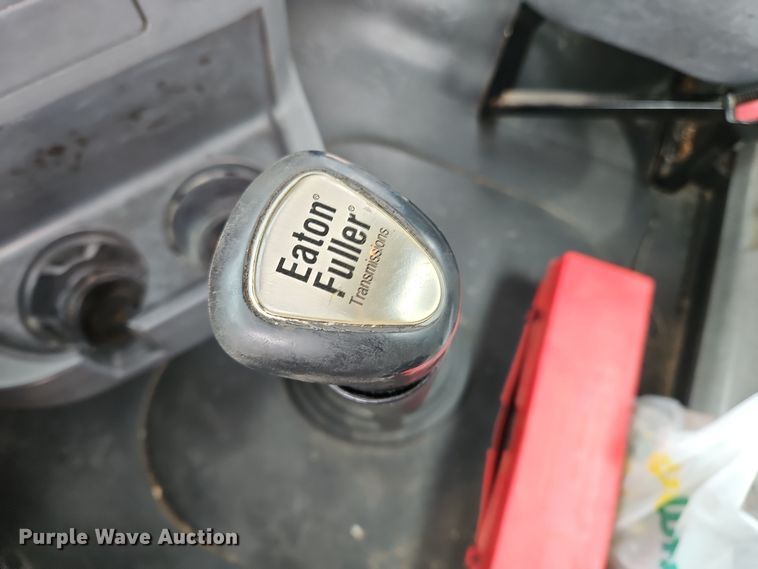 Eaton®
Fuller®
Transmissions
Purple Wave Auction